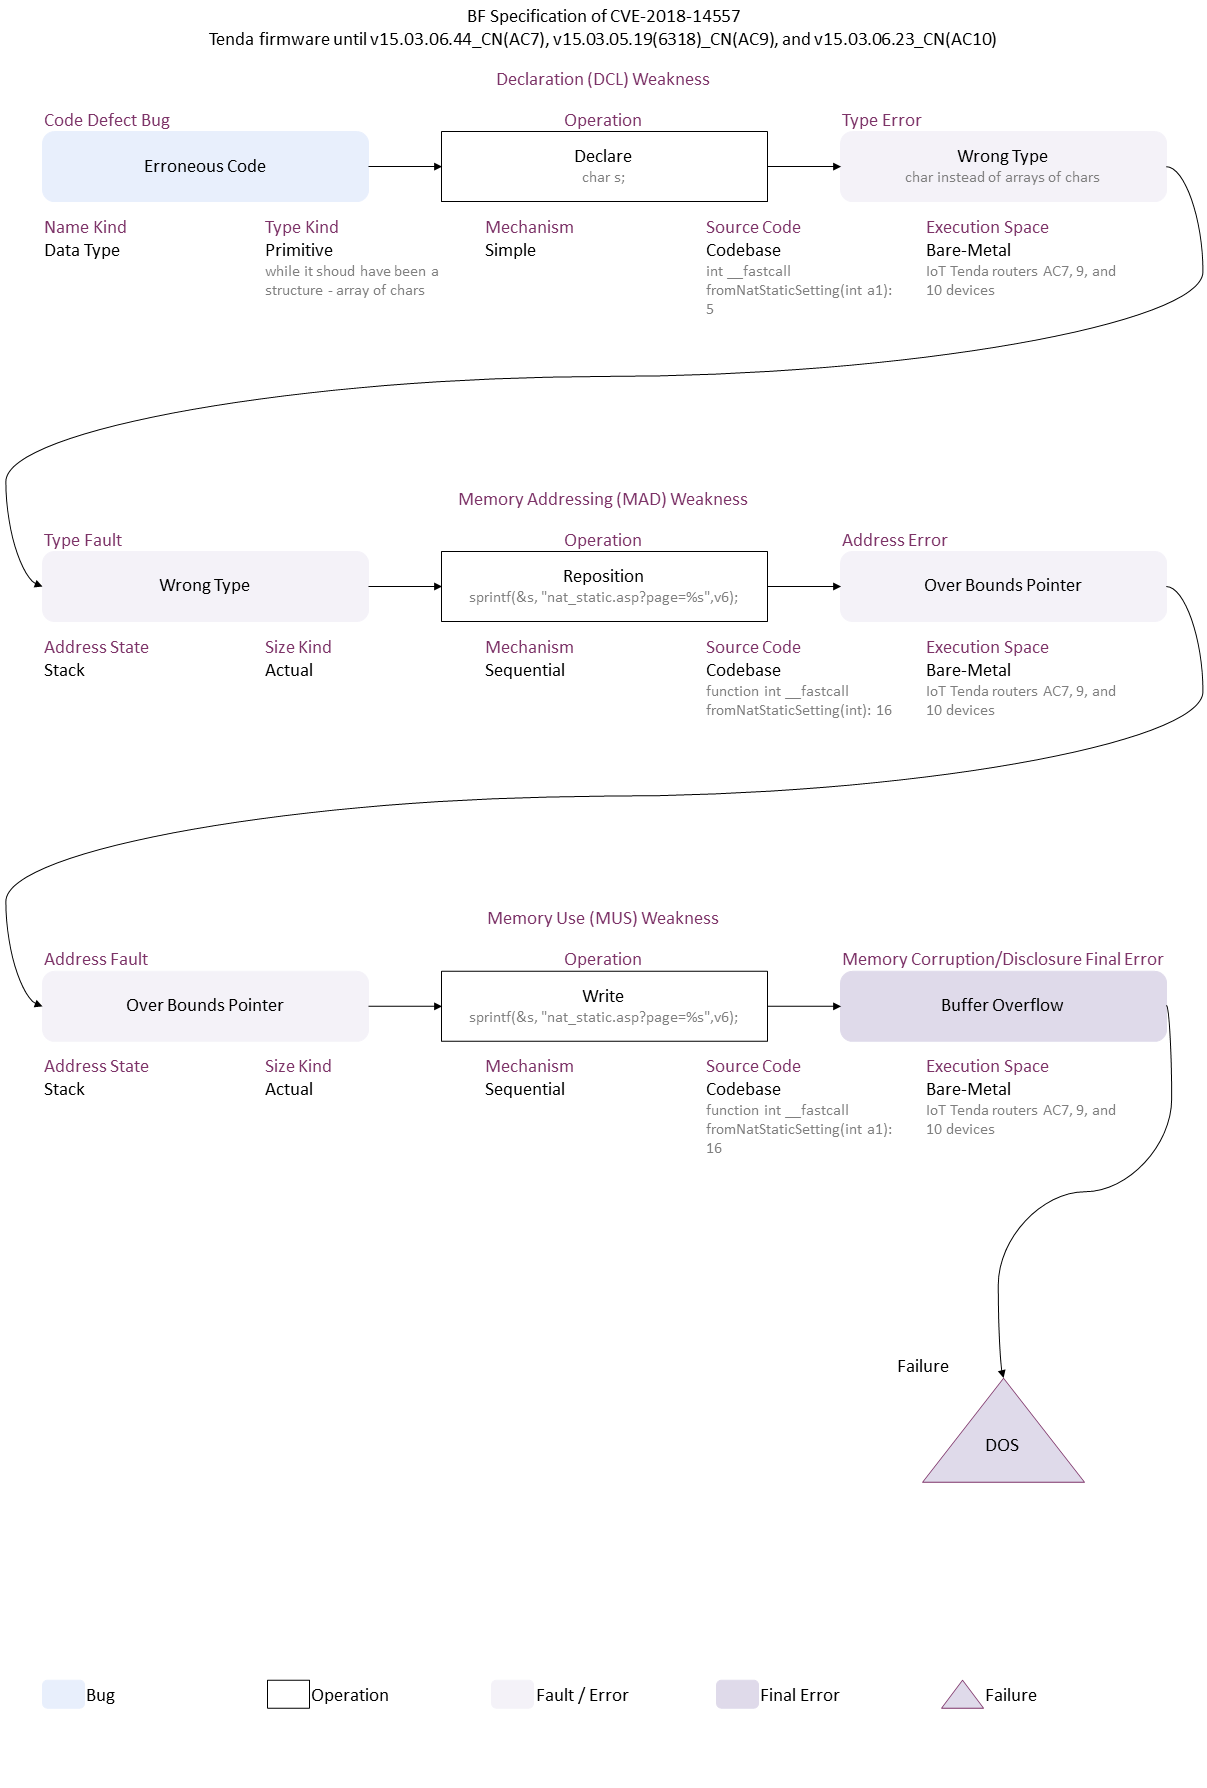 BF Specification of CVE-2018-14557
Tenda firmware until v15.03.06.44_CN(AC7), v15.03.05.19(6318)_CN(AC9), and v15.03.06.23_CN(AC10)
Declaration (DCL) Weakness
Code Defect Bug
Operation
Type Error
Erroneous Code
Declare
char s;
Wrong Type
char instead of arrays of chars
Name Kind
Data Type
Type Kind
Primitive
while it shoud have been a
structure - array of chars
Mechanism
Simple
Source Code
Codebase
int __fastcall
fromNatStaticSetting(int a1):
5
Execution Space
Bare-Metal
IoT Tenda routers AC7, 9, and
10 devices
Memory Addressing (MAD) Weakness
Type Fault
Operation
Address Error
Wrong Type
Reposition
sprintf(&s, "nat_static.asp?page=%s",v6);
Over Bounds Pointer
Address State
Stack
Size Kind
Actual
Mechanism
Sequential
Source Code
Codebase
function int __fastcall
fromNatStaticSetting(int): 16
Execution Space
Bare-Metal
IoT Tenda routers AC7, 9, and
10 devices
Memory Use (MUS) Weakness
Address Fault
Operation
Memory Corruption/Disclosure Final Error
Over Bounds Pointer
Write
sprintf(&s, "nat_static.asp?page=%s",v6);
Buffer Overflow
Address State
Stack
Size Kind
Actual
Mechanism
Sequential
Source Code
Codebase
function int __fastcall
fromNatStaticSetting(int a1):
16
Execution Space
Bare-Metal
IoT Tenda routers AC7, 9, and
10 devices
Failure
DOS
Bug
Operation
Fault / Error
Final Error
Failure